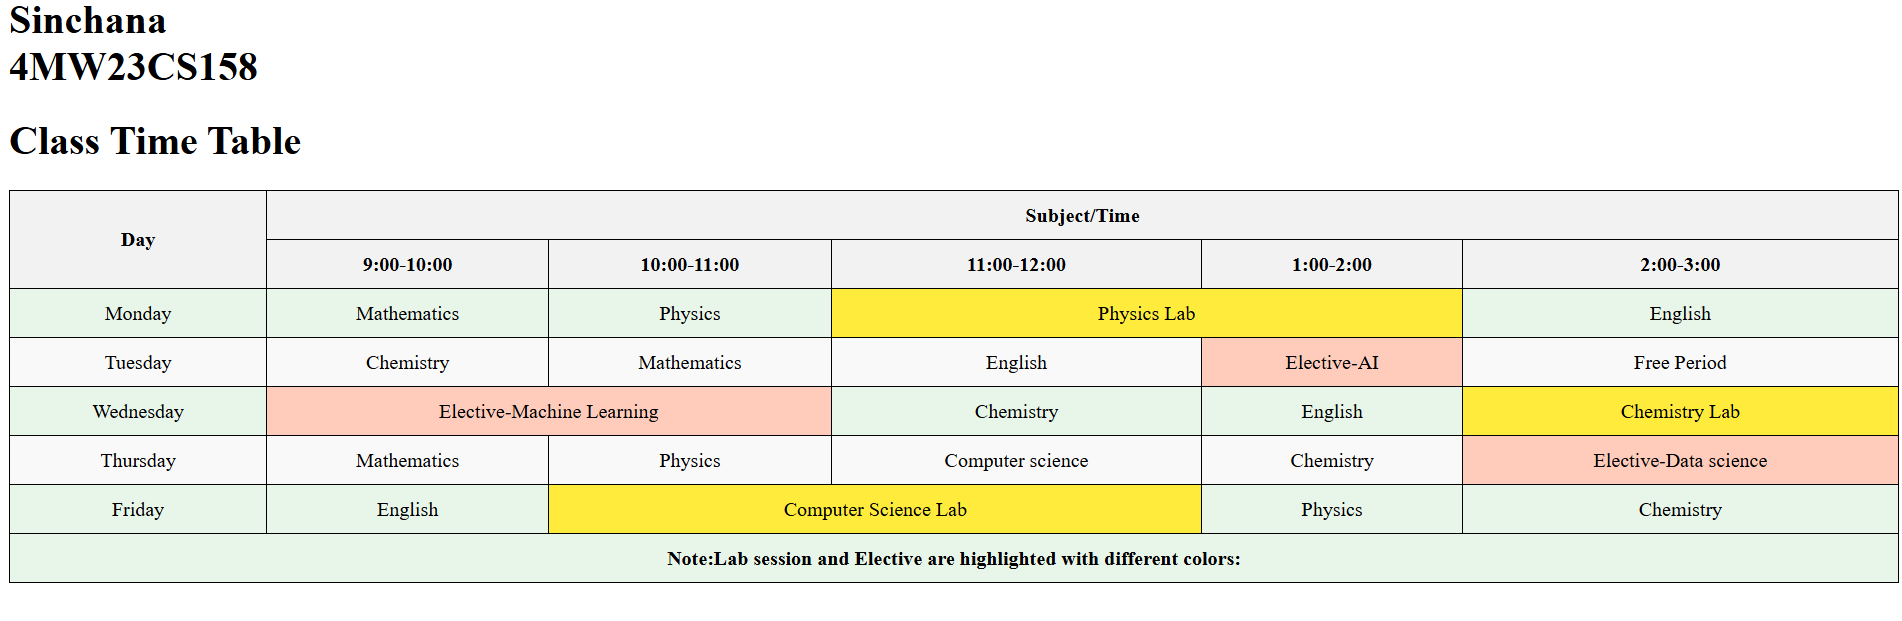 Sinchana
4MW23CS158
Class Time Table
Day
Subject/Time
9:00-10:00 10:00-11:00 11:00-12:00 1:00-2:00 2:00-3:00
Monday Mathematics Physics Physics Lab English
Tuesday Chemistry Mathematics English Elective-AI Free Period
Wednesday Elective-Machine Learning Chemistry English Chemistry Lab
Thursday Mathematics Physics Computer science Chemistry Elective-Data science
Friday English Computer Science Lab Physics Chemistry
Note:Lab session and Elective are highlighted with different colors: